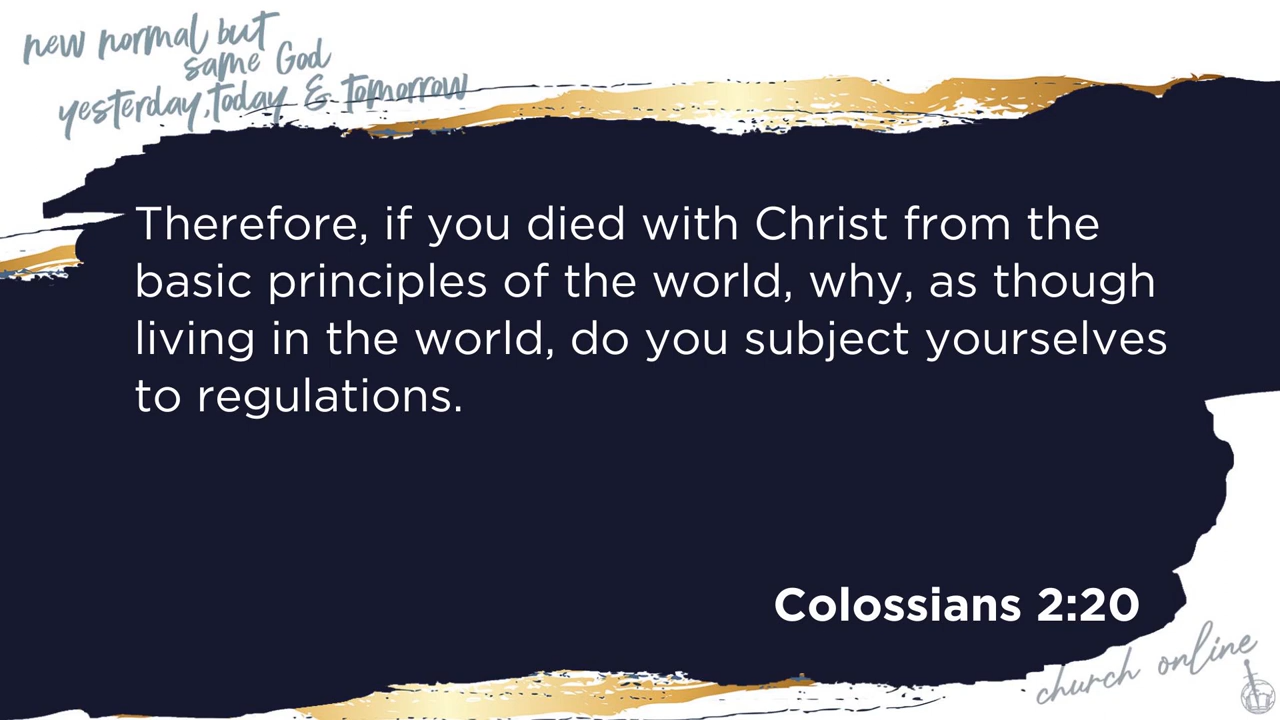 new normal but
same God
yesterday, today & tomorrow
Therefore, if you died with Christ from the
basic principles of the world, why, as though
living in the world, do you subject yourselves
to regulations.
Colossians 2:20
church online